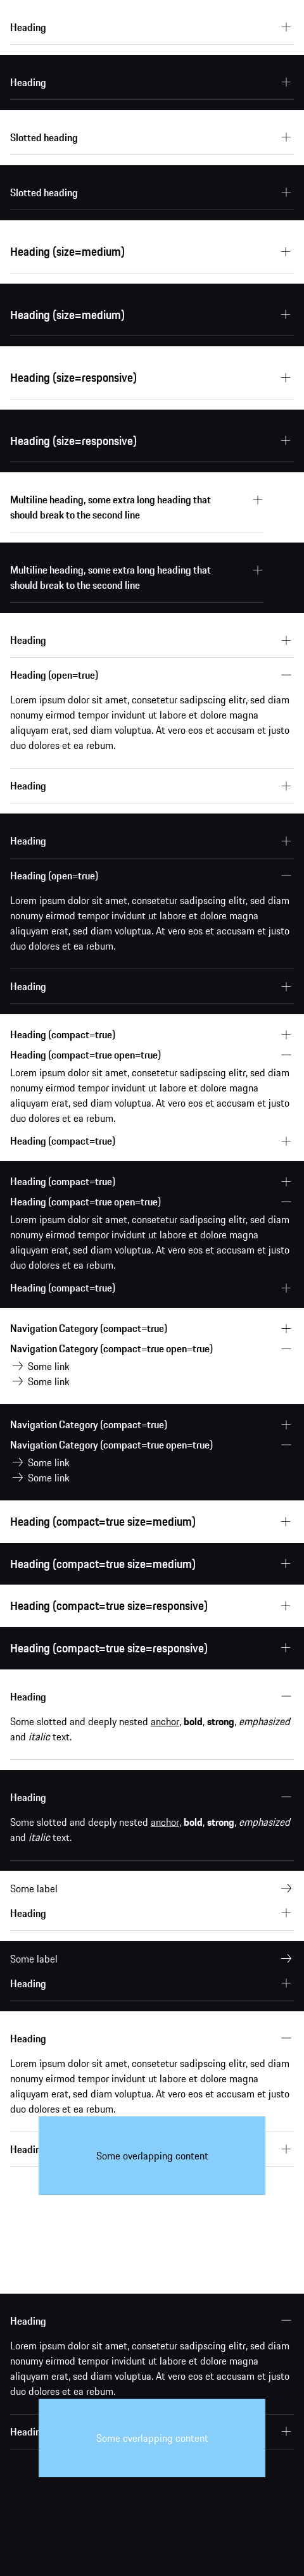 Heading
Heading
Slotted heading
Slotted heading
Heading (size=medium)
Heading (size=medium)
Heading (size=responsive)
Heading (size=responsive)
Multiline heading, some extra long heading that
should break to the second line
Multiline heading, some extra long heading that
should break to the second line
Heading
Heading (open=true)
Lorem ipsum dolor sit amet, consetetur sadipscing elitr, sed diam
nonumy eirmod tempor invidunt ut labore et dolore magna
aliquyam erat, sed diam voluptua. At vero eos et accusam et justo
duo dolores et ea rebum.
Heading
Heading
Heading (open=true)
Lorem ipsum dolor sit amet, consetetur sadipscing elitr, sed diam
nonumy eirmod tempor invidunt ut labore et dolore magna
aliquyam erat, sed diam voluptua. At vero eos et accusam et justo
duo dolores et ea rebum.
Heading
Heading (compact=true)
Heading (compact=true open=true)
Lorem ipsum dolor sit amet, consetetur sadipscing elitr, sed diam
nonumy eirmod tempor invidunt ut labore et dolore magna
aliquyam erat, sed diam voluptua. At vero eos et accusam et justo
duo dolores et ea rebum.
Heading (compact=true)
Heading (compact=true)
Heading (compact=true open=true)
Lorem ipsum dolor sit amet, consetetur sadipscing elitr, sed diam
nonumy eirmod tempor invidunt ut labore et dolore magna
aliquyam erat, sed diam voluptua. At vero eos et accusam et justo
duo dolores et ea rebum.
Heading (compact=true)
Navigation Category (compact=true)
Navigation Category (compact=true open=true)
Some link
Some link
Navigation Category (compact=true)
Navigation Category (compact=true open=true)
Some link
Some link
Heading (compact=true size=medium)
Heading (compact=true size=medium)
Heading (compact=true size=responsive)
Heading (compact=true size=responsive)
Heading
Some slotted and deeply nested anchor, bold, strong, emphasized
and italic text.
Heading
Some slotted and deeply nested anchor, bold, strong, emphasized
and italic text.
Some label
Heading
Some label
Heading
Heading
Lorem ipsum dolor sit amet, consetetur sadipscing elitr, sed diam
nonumy eirmod tempor invidunt ut labore et dolore magna
aliquyam erat, sed diam voluptua. At vero eos et accusam et justo
duo dolores et ea rebum.
Headin
Some overlapping content
Heading
Lorem ipsum dolor sit amet, consetetur sadipscing elitr, sed diam
nonumy eirmod tempor invidunt ut labore et dolore magna
aliquyam erat, sed diam voluptua. At vero eos et accusam et justo
duo dolores et ea rebum.
Headin
Some overlapping content